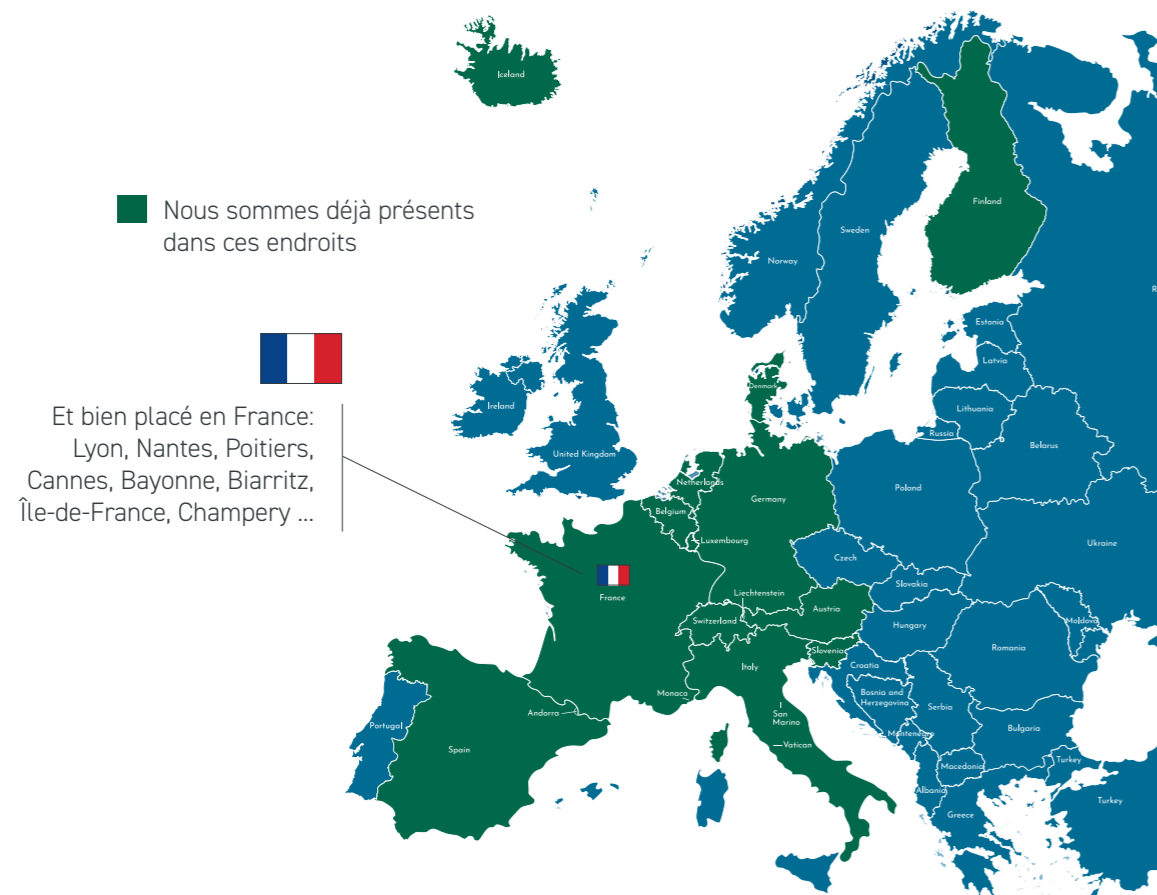 Iceland
Nous sommes déjà présents
dans ces endroits
Finland
Sweden
Norway
R
Estonia
Latvia
Denmark
Et bien placé en France:
Lyon, Nantes, Poitiers,
Cannes, Bayonne, Biarritz,
Île-de-France, Champery ...
Ireland
Lithuania
Russia
Belarus
United Kingdom
Netherlands
Germany
Poland
Belgium
Luxembourg
Ukraine
Czech
Slovakia
France
Liechtenstein
Austria
Switzerland
Hungary
Moldova
Slovenia
Romania
Italy
Croatia
Monaco
Bosnia and
Herzegovina
Serbia
Andorra
San
Marino
Portugal
Montenegro
Bulgaria
Spain
Vatican
Macedonia
Turkey
Albania
Turkey
Greece